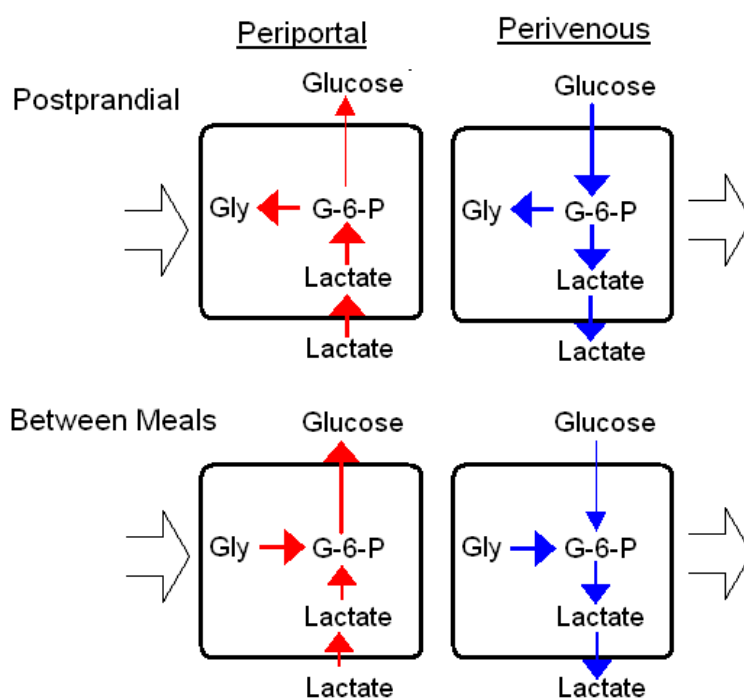 Periportal Perivenous
Postprandial
Glucose Glucose
Gly G-6-P Gly G-6-P
Lactate Lactate
Lactate Lactate
Between Meals
Glucose Glucose
Gly G-6-P Gly G-6-P
Lactate Lactate
Lactate Lactate